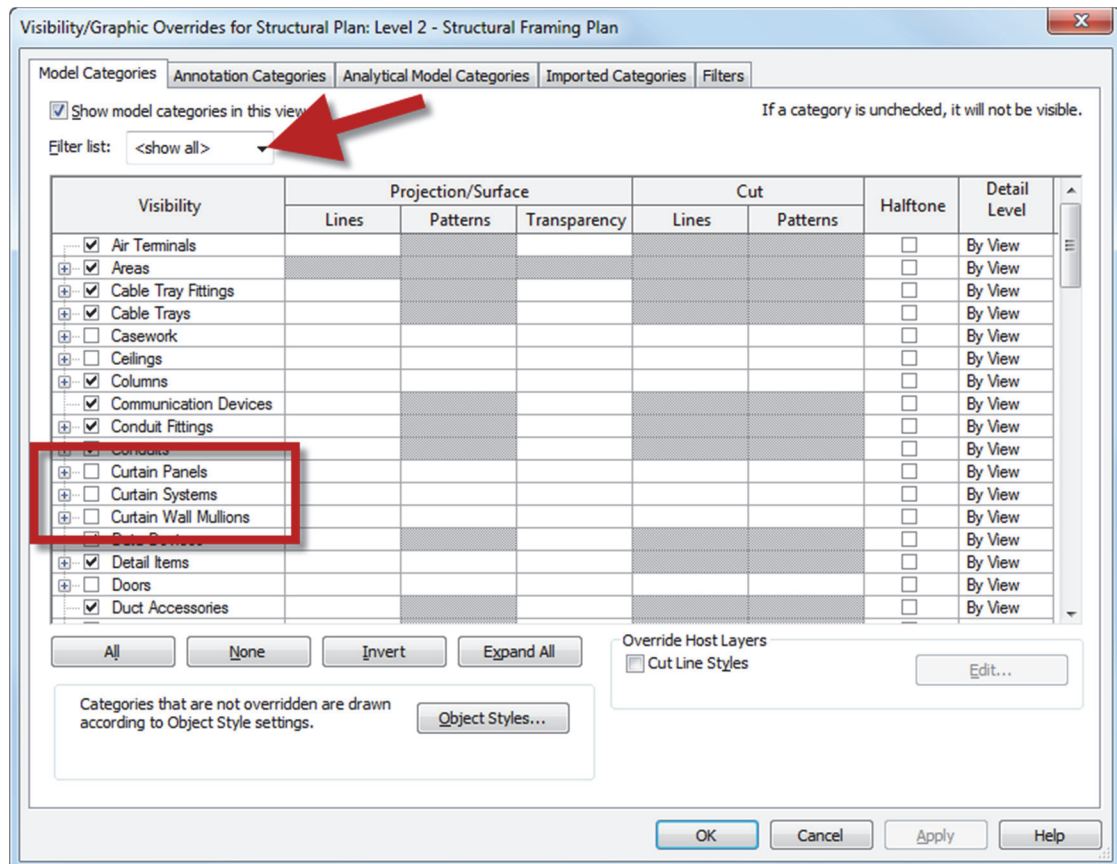 Visibility/Graphic Overrides for Structural Plan: Level 2 - Structural Framing Plan
Model Categories Annotation Categories Analytical Model Categories Imported Categories Filters
Show model categories in this view If a category is unchecked, it will not be visible.
Filter list: <show all>
Visibility Projection/Surface Cut Halftone Detail Level
Lines Patterns Transparency Lines Patterns
Air Terminals By View
Areas By View
Cable Tray Fittings By View
Cable Trays By View
Casework By View
Ceilings By View
Columns By View
Communication Devices By View
Conduit Fittings By View
Conduits By View
Curtain Panels By View
Curtain Systems By View
Curtain Wall Mullions By View
Data Devices By View
Detail Items By View
Doors By View
Duct Accessories By View
All None Invert Expand All
Override Host Layers
Cut Line Styles Edit...
Categories that are not overridden are drawn
according to Object Style settings.
Object Styles...
OK Cancel Apply Help